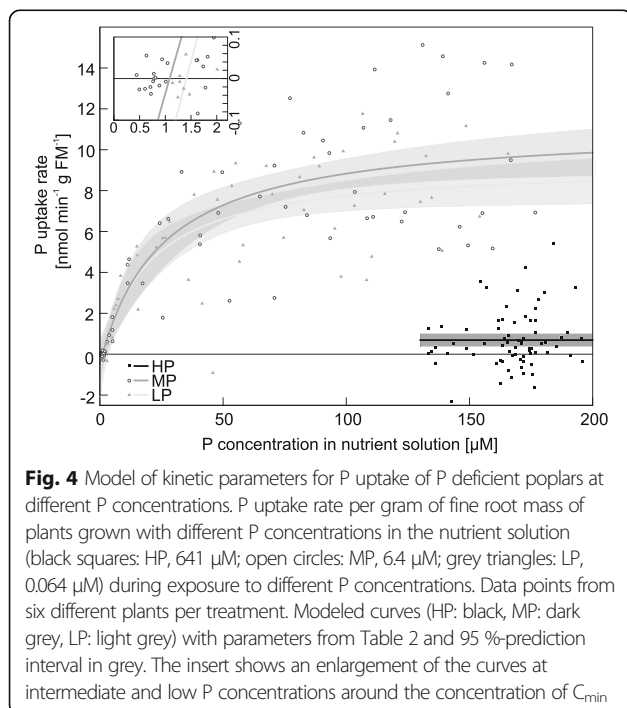 0.1
0
-0.1
0 0.5 1.0 1.5 2
14
12
10
8
6
4
2
0
-2
P uptake rate
[nmol min⁻¹ g FM⁻¹]
HP
MP
LP
0 50 100 150 200
P concentration in nutrient solution [µM]
Fig. 4 Model of kinetic parameters for P uptake of P deficient poplars at
different P concentrations. P uptake rate per gram of fine root mass of
plants grown with different P concentrations in the nutrient solution
(black squares: HP, 641 μM; open circles: MP, 6.4 μM; grey triangles: LP,
0.064 μM) during exposure to different P concentrations. Data points from
six different plants per treatment. Modeled curves (HP: black, MP: dark
grey, LP: light grey) with parameters from Table 2 and 95 %-prediction
interval in grey. The insert shows an enlargement of the curves at
intermediate and low P concentrations around the concentration of Cmin